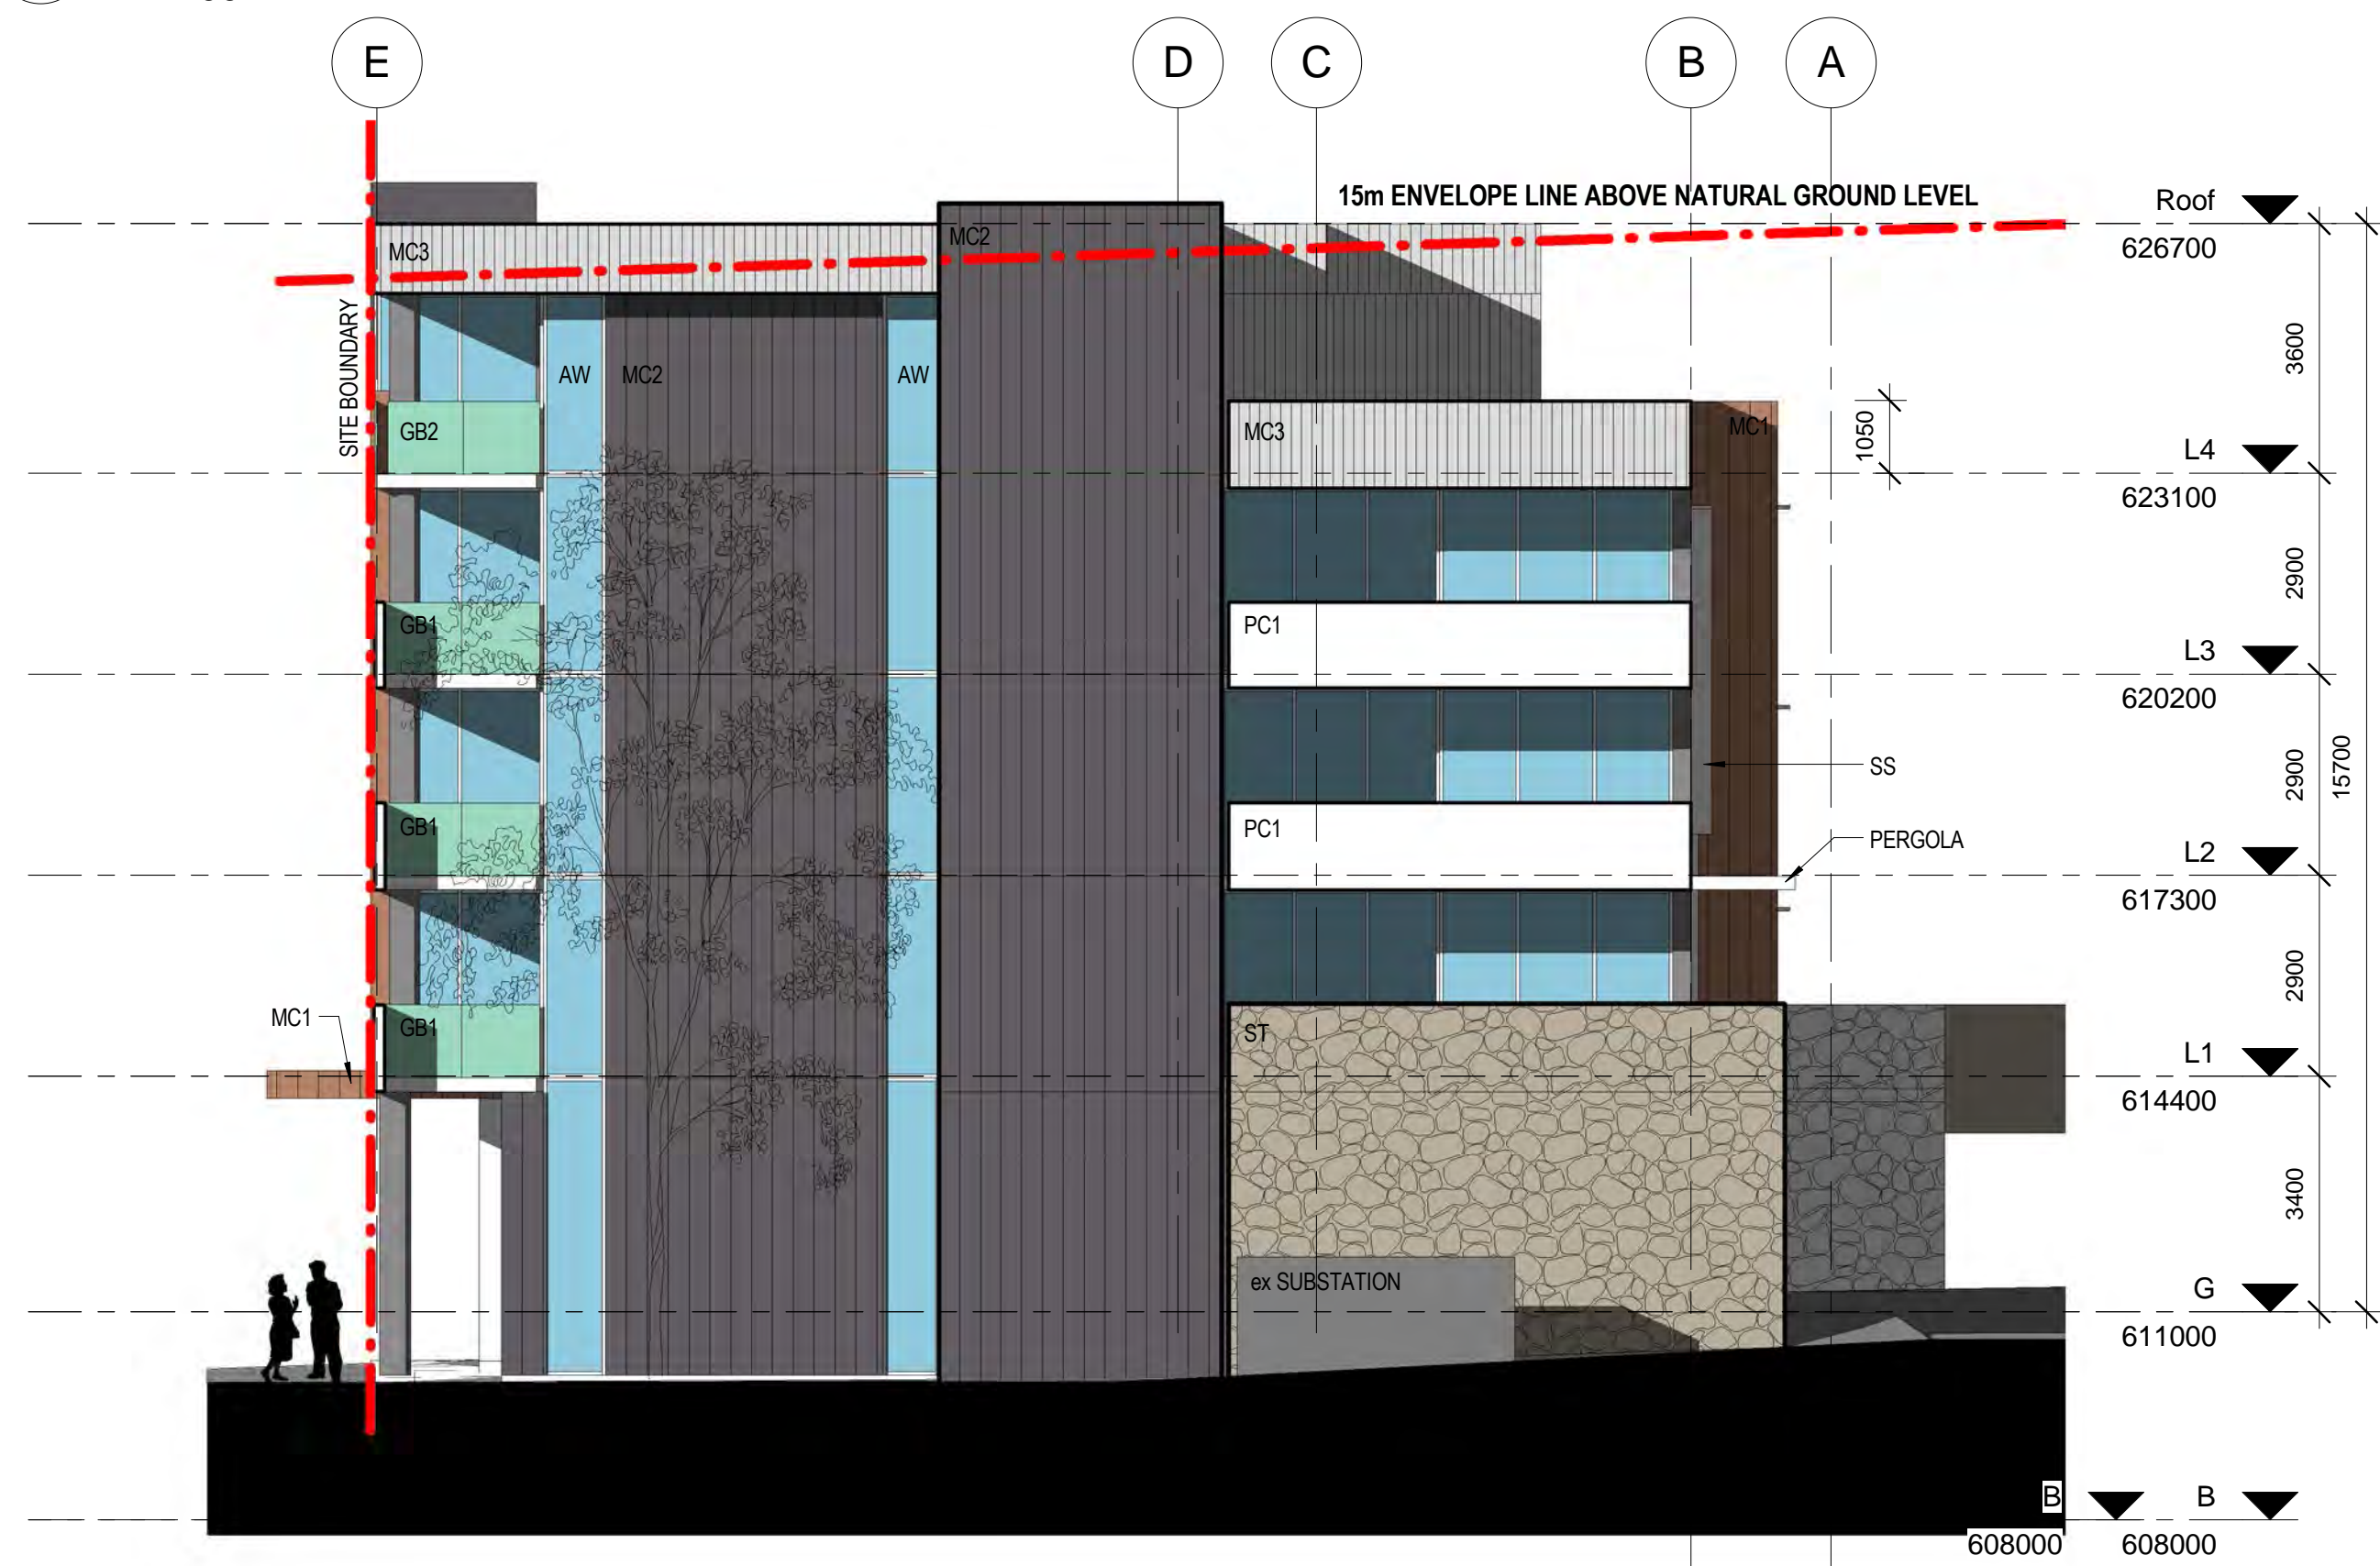 E
D
C
B
A
15m ENVELOPE LINE ABOVE NATURAL GROUND LEVEL
Roof
626700
MC3
MC2
SITE BOUNDARY
3600
AW
MC2
AW
GB2
MC3
MC1
1050
L4
623100
2900
GB1
PC1
L3
620200
SS
2900
15700
GB1
PC1
PERGOLA
L2
617300
2900
MC1
GB1
ST
L1
614400
3400
ex SUBSTATION
G
611000
B
B
608000
608000